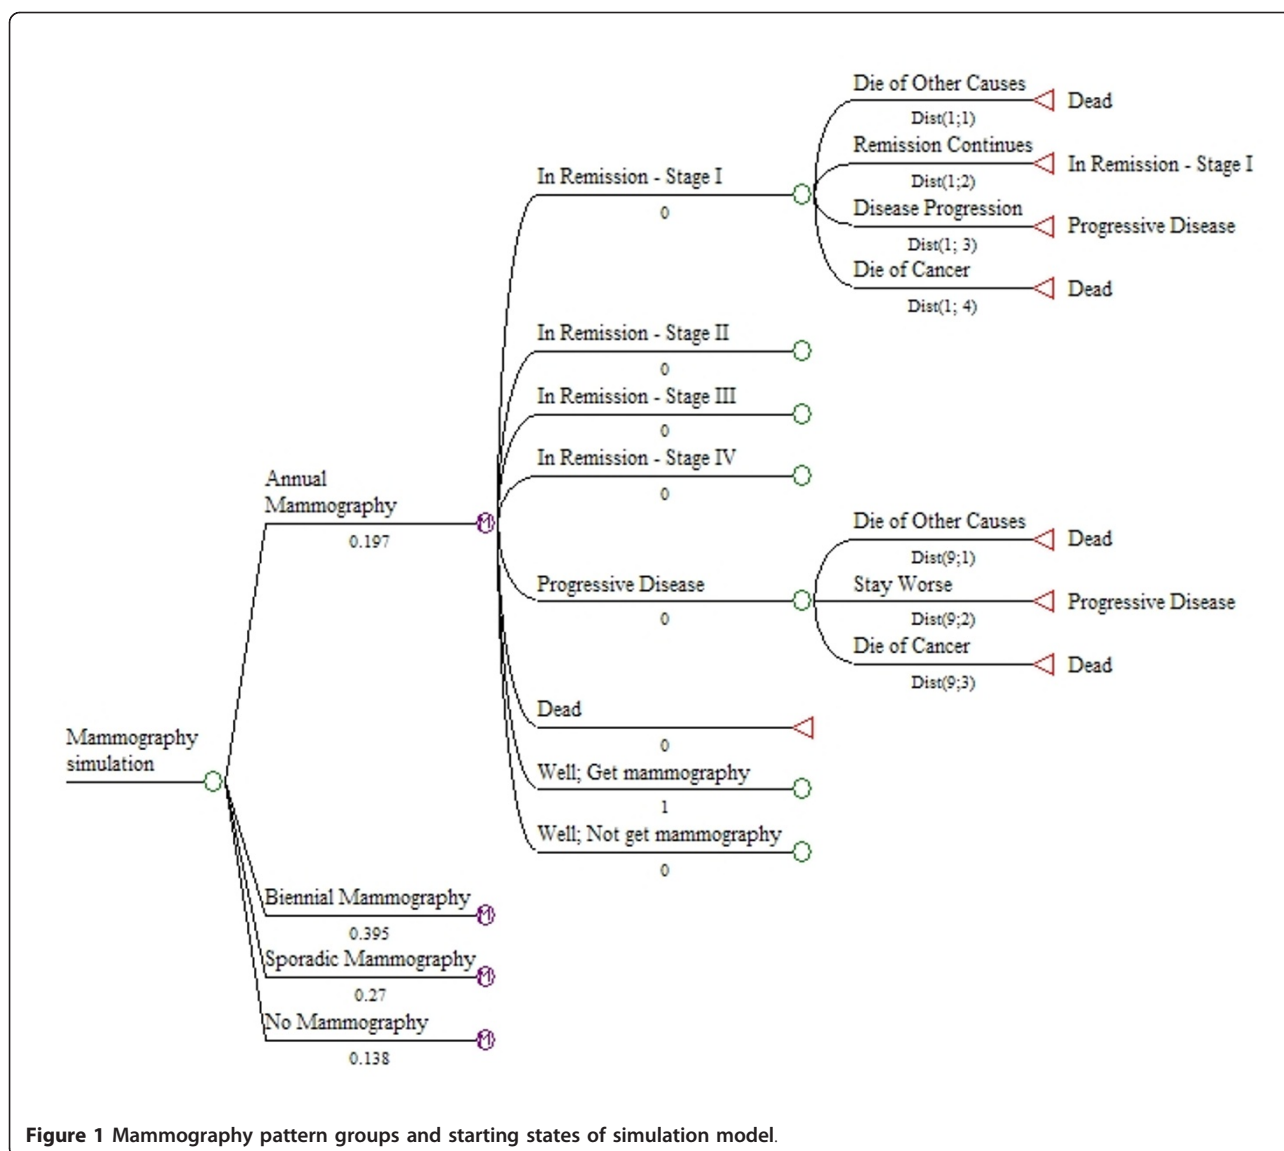 Die of Other Causes
Dist(1;1)
Dead
Remission Continues
Dist(1;2)
In Remission - Stage I
Disease Progression
Dist(1; 3)
Progressive Disease
Die of Cancer
Dist(1; 4)
Dead
In Remission - Stage I
0
In Remission - Stage II
0
In Remission - Stage III
0
In Remission - Stage IV
0
Annual
Mammography
0.197
M
Die of Other Causes
Dist(9;1)
Dead
Stay Worse
Dist(9;2)
Progressive Disease
Die of Cancer
Dist(9;3)
Dead
Progressive Disease
0
Dead
0
Well; Get mammography
1
Well; Not get mammography
0
Mammography
simulation
Biennial Mammography
0.395
M
Sporadic Mammography
0.27
M
No Mammography
0.138
M
Figure 1 Mammography pattern groups and starting states of simulation model.